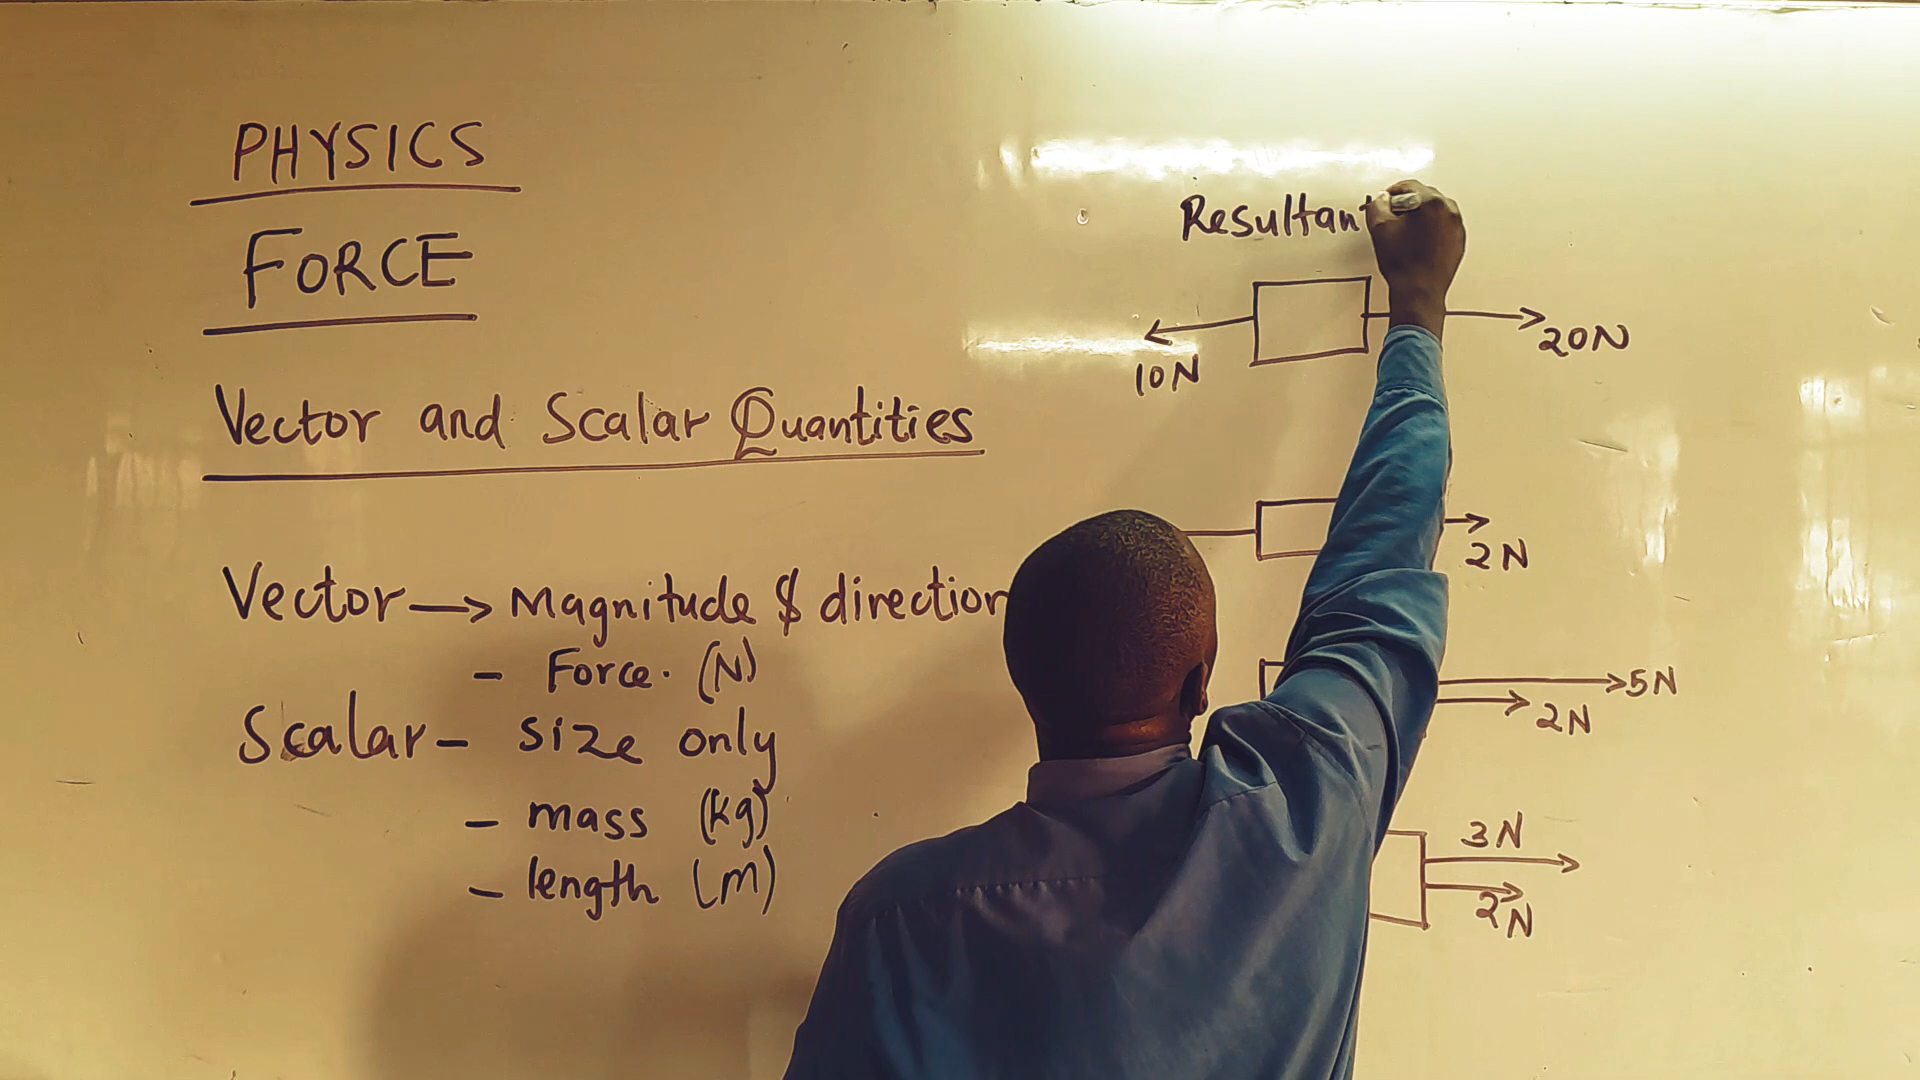 PHYSICS
FORCE
Vector and Scalar Quantities
Vector → Magnitude & direction
- Force. (N)
Scalar - size only
- mass (kg)
- length (m)
Resultant
10N
20N
2N
5N
2N
3N
2N